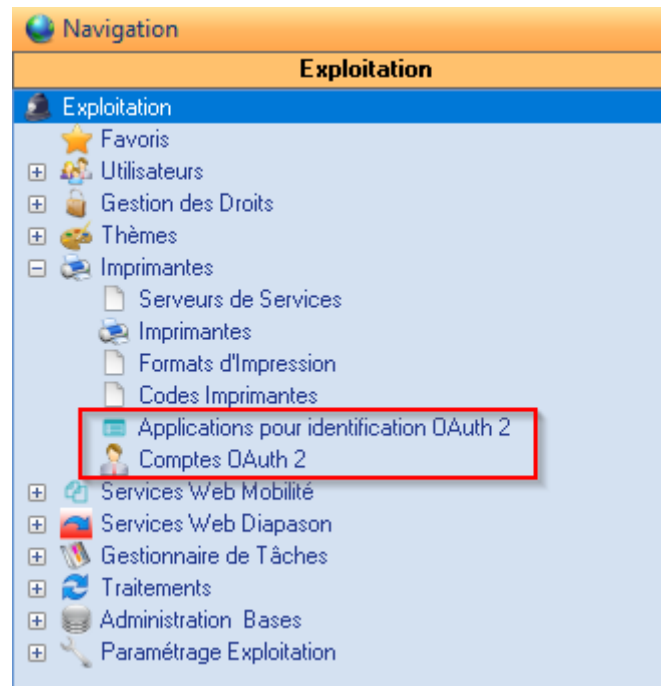 Navigation
Exploitation
Exploitation
Favoris
Utilisateurs
Gestion des Droits
Thèmes
Imprimantes
Serveurs de Services
Imprimantes
Formats d'Impression
Codes Imprimantes
Applications pour identification OAuth 2
Comptes OAuth 2
Services Web Mobilité
Services Web Diapason
Gestionnaire de Tâches
Traitements
Administration Bases
Paramétrage Exploitation